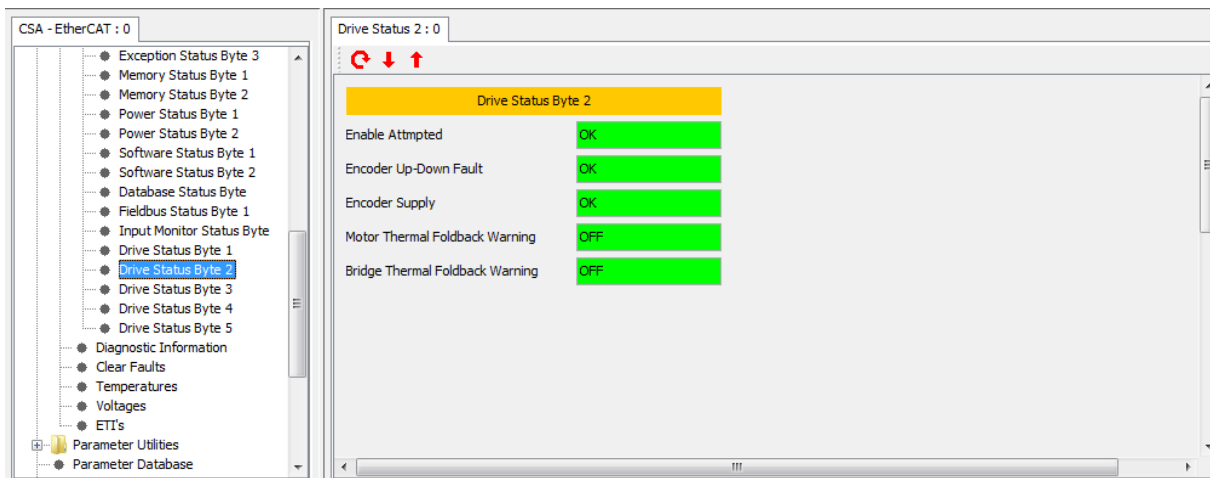 CSA - EtherCAT : 0
Exception Status Byte 3
Memory Status Byte 1
Memory Status Byte 2
Power Status Byte 1
Power Status Byte 2
Software Status Byte 1
Software Status Byte 2
Database Status Byte
Fieldbus Status Byte 1
Input Monitor Status Byte
Drive Status Byte 1
Drive Status Byte 2
Drive Status Byte 3
Drive Status Byte 4
Drive Status Byte 5
Diagnostic Information
Clear Faults
Temperatures
Voltages
ETI's
Parameter Utilities
Parameter Database
Drive Status 2 : 0
Drive Status Byte 2
Enable Attmpted OK
Encoder Up-Down Fault OK
Encoder Supply OK
Motor Thermal Foldback Warning OFF
Bridge Thermal Foldback Warning OFF